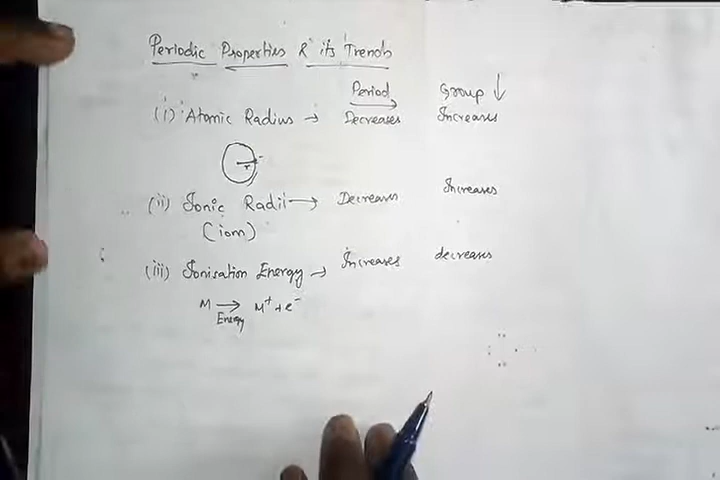 Periodic Properties & its Trends
Period Group ↓
(i) Atomic Radius → Decreases Increases
r
(ii) Ionic Radii → Decreases Increases
(ion)
(iii) Ionisation Energy → Increases decreases
M → M⁺ + e⁻
Energy